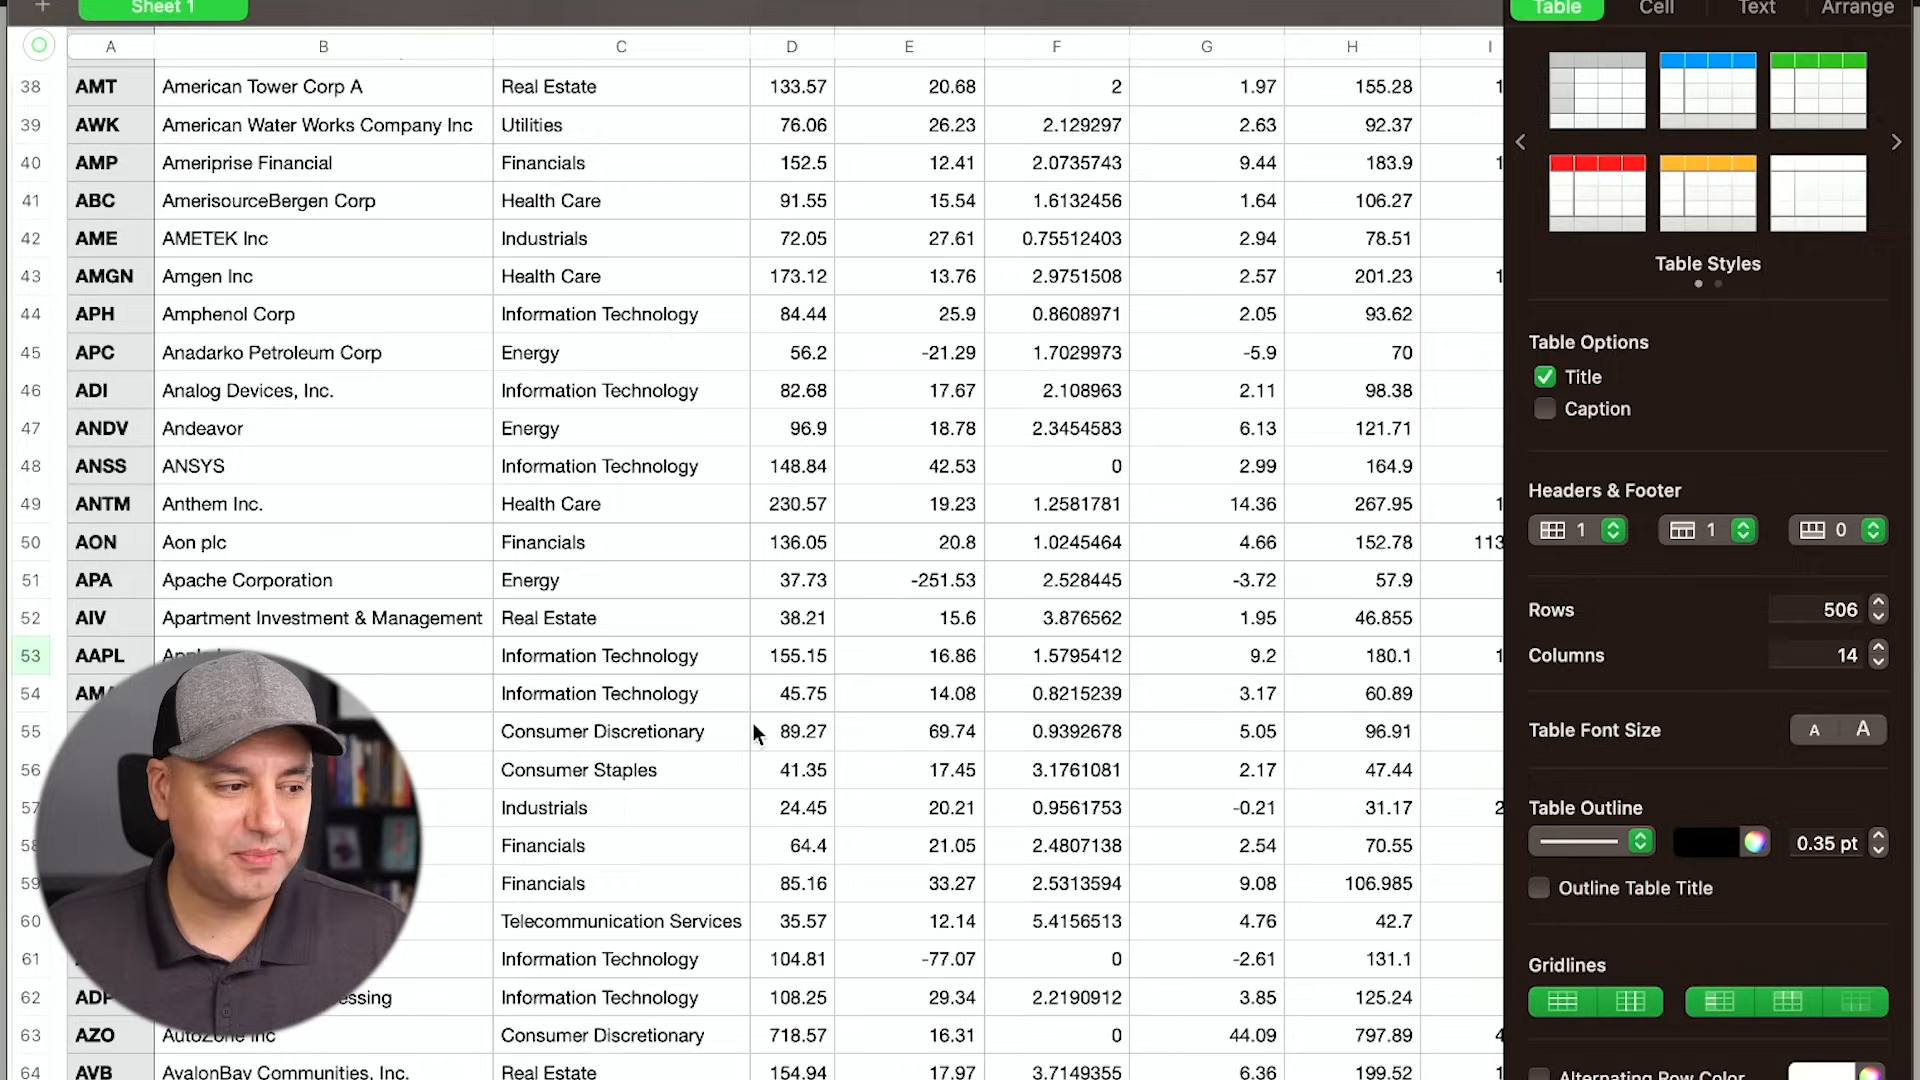 + Sheet 1 Table Cell Text Arrange
A B C D E F G H I
38 AMT American Tower Corp A Real Estate 133.57 20.68 2 1.97 155.28 1
39 AWK American Water Works Company Inc Utilities 76.06 26.23 2.129297 2.63 92.37
40 AMP Ameriprise Financial Financials 152.5 12.41 2.0735743 9.44 183.9 1
41 ABC AmerisourceBergen Corp Health Care 91.55 15.54 1.6132456 1.64 106.27
42 AME AMETEK Inc Industrials 72.05 27.61 0.75512403 2.94 78.51
43 AMGN Amgen Inc Health Care 173.12 13.76 2.9751508 2.57 201.23 1
44 APH Amphenol Corp Information Technology 84.44 25.9 0.8608971 2.05 93.62
45 APC Anadarko Petroleum Corp Energy 56.2 -21.29 1.7029973 -5.9 70
46 ADI Analog Devices, Inc. Information Technology 82.68 17.67 2.108963 2.11 98.38
47 ANDV Andeavor Energy 96.9 18.78 2.3454583 6.13 121.71
48 ANSS ANSYS Information Technology 148.84 42.53 0 2.99 164.9
49 ANTM Anthem Inc. Health Care 230.57 19.23 1.2581781 14.36 267.95 1
50 AON Aon plc Financials 136.05 20.8 1.0245464 4.66 152.78 113
51 APA Apache Corporation Energy 37.73 -251.53 2.528445 -3.72 57.9
52 AIV Apartment Investment & Management Real Estate 38.21 15.6 3.876562 1.95 46.855
53 AAPL Information Technology 155.15 16.86 1.5795412 9.2 180.1 1
54 Information Technology 45.75 14.08 0.8215239 3.17 60.89
55 Consumer Discretionary 89.27 69.74 0.9392678 5.05 96.91
56 Consumer Staples 41.35 17.45 3.1761081 2.17 47.44
57 Industrials 24.45 20.21 0.9561753 -0.21 31.17 2
58 Financials 64.4 21.05 2.4807138 2.54 70.55
59 Financials 85.16 33.27 2.5313594 9.08 106.985
60 Telecommunication Services 35.57 12.14 5.4156513 4.76 42.7
61 Information Technology 104.81 -77.07 0 -2.61 131.1
62 ADP essing Information Technology 108.25 29.34 2.2190912 3.85 125.24
63 AZO AutoZone Inc Consumer Discretionary 718.57 16.31 0 44.09 797.89 4
64 AVB AvalonBay Communities, Inc. Real Estate 154.94 17.97 3.7149355 6.36 199.52 1
Table Styles
Table Options
Title
Caption
Headers & Footer
1 1 0
Rows 506
Columns 14
Table Font Size A A
Table Outline
0.35 pt
Outline Table Title
Gridlines
Alternating Row Color